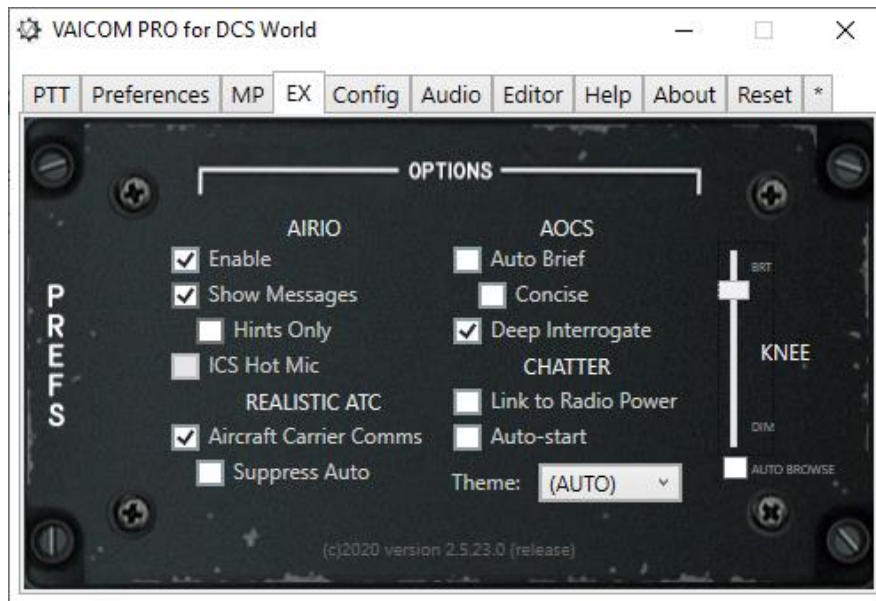 VAICOM PRO for DCS World
PTT Preferences MP EX Config Audio Editor Help About Reset *
OPTIONS
PREFS
AIRIO
Enable
Show Messages
Hints Only
ICS Hot Mic
REALISTIC ATC
Aircraft Carrier Comms
Suppress Auto
AOCS
Auto Brief
Concise
Deep Interrogate
CHATTER
Link to Radio Power
Auto-start
Theme: (AUTO)
BRT
KNEE
DIM
AUTO BROWSE
(c)2020 version 2.5.23.0 (release)